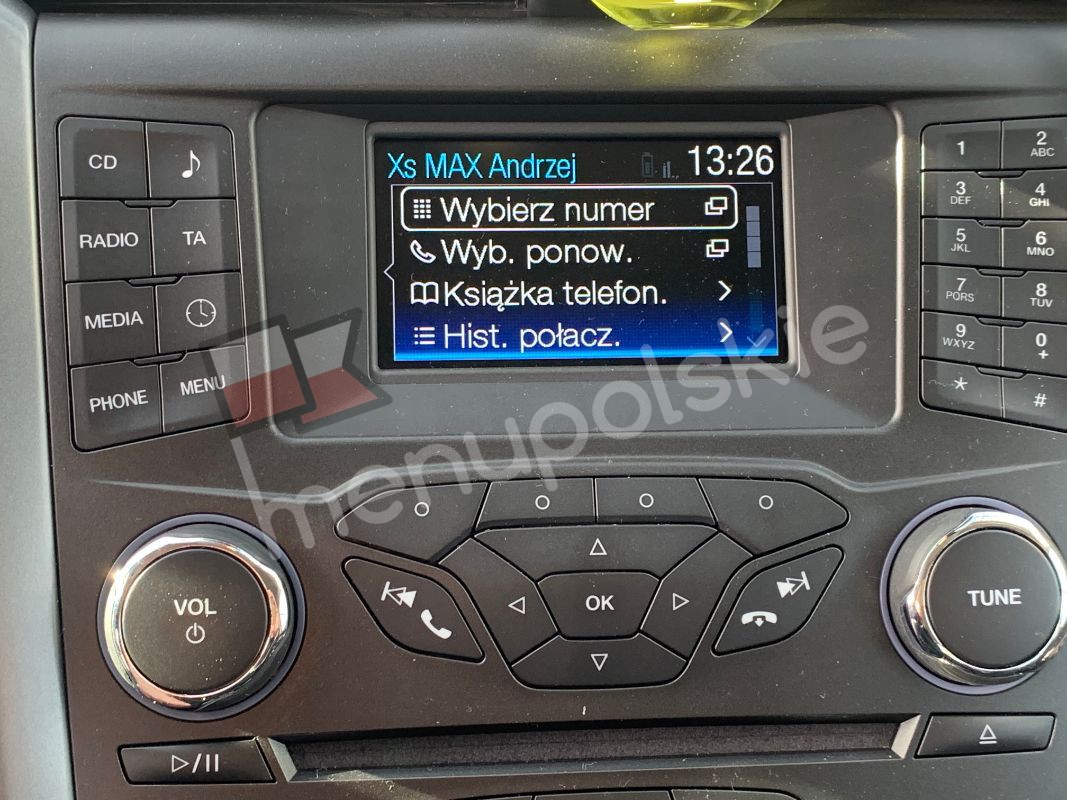 Xs MAX Andrzej 13:26
Wybierz numer
Wyb. ponow.
Książka telefon.
Hist. połącz.
CD
RADIO TA
MEDIA
PHONE MENU
1 2 ABC
3 DEF 4 GHI
5 JKL 6 MNO
7 PQRS 8 TUV
9 WXYZ 0 +
* #
menupolskie
VOL
OK
TUNE